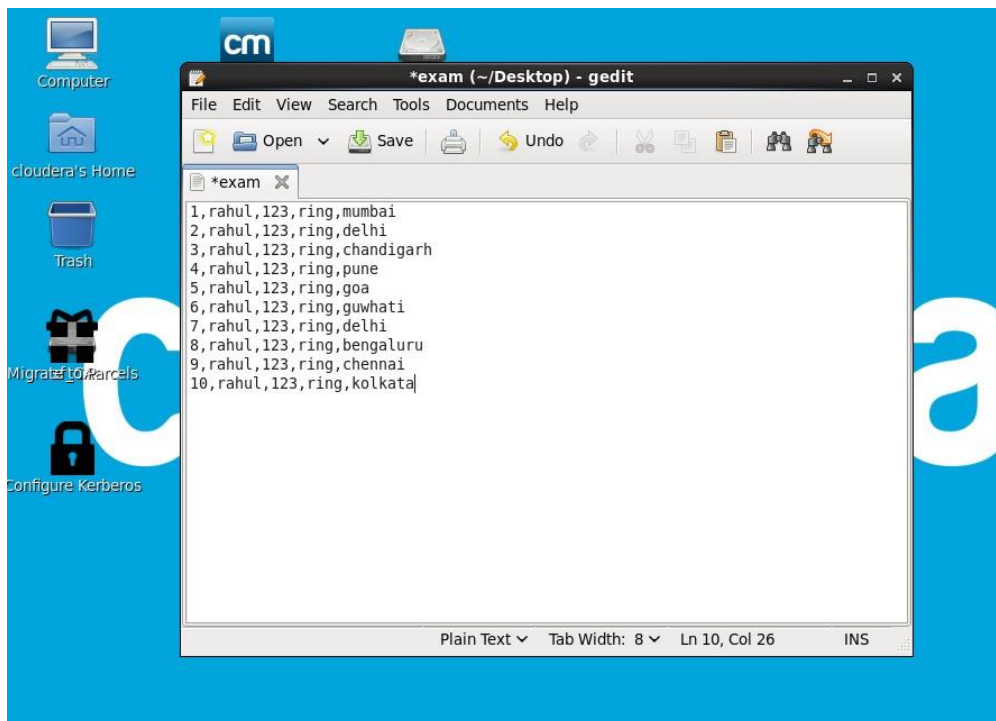 cm
Computer
cloudera's Home
Trash
Configure Kerberos
*exam (~/Desktop) - gedit
File Edit View Search Tools Documents Help
Open Save Undo
*exam
1,rahul,123,ring,mumbai
2,rahul,123,ring,delhi
3,rahul,123,ring,chandigarh
4,rahul,123,ring,pune
5,rahul,123,ring,goa
6,rahul,123,ring,guwhati
7,rahul,123,ring,delhi
8,rahul,123,ring,bengaluru
9,rahul,123,ring,chennai
10,rahul,123,ring,kolkata
Plain Text Tab Width: 8 Ln 10, Col 26 INS